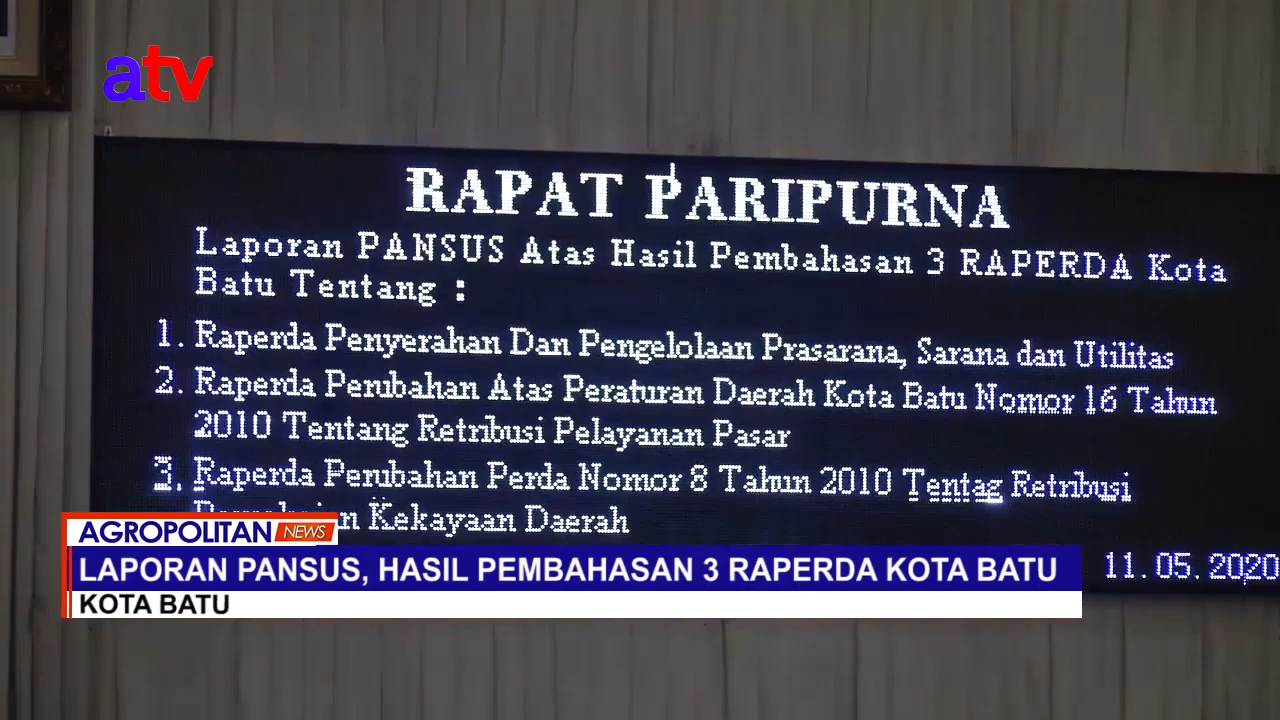 atv
RAPAT PARIPURNA
Laporan PANSUS Atas Hasil Pembahasan 3 RAPERDA Kota
Batu Tentang :
1. Raperda Penyerahan Dan Pengelolaan Prasarana, Sarana dan Utilitas
2. Raperda Perubahan Atas Peraturan Daerah Kota Batu Nomor 16 Tahun
2010 Tentang Retribusi Pelayanan Pasar
3. Raperda Perubahan Perda Nomor 8 Tahun 2010 Tentag Retribusi
Kekayaan Daerah
AGROPOLITAN NEWS
LAPORAN PANSUS, HASIL PEMBAHASAN 3 RAPERDA KOTA BATU
11.05.2020
KOTA BATU